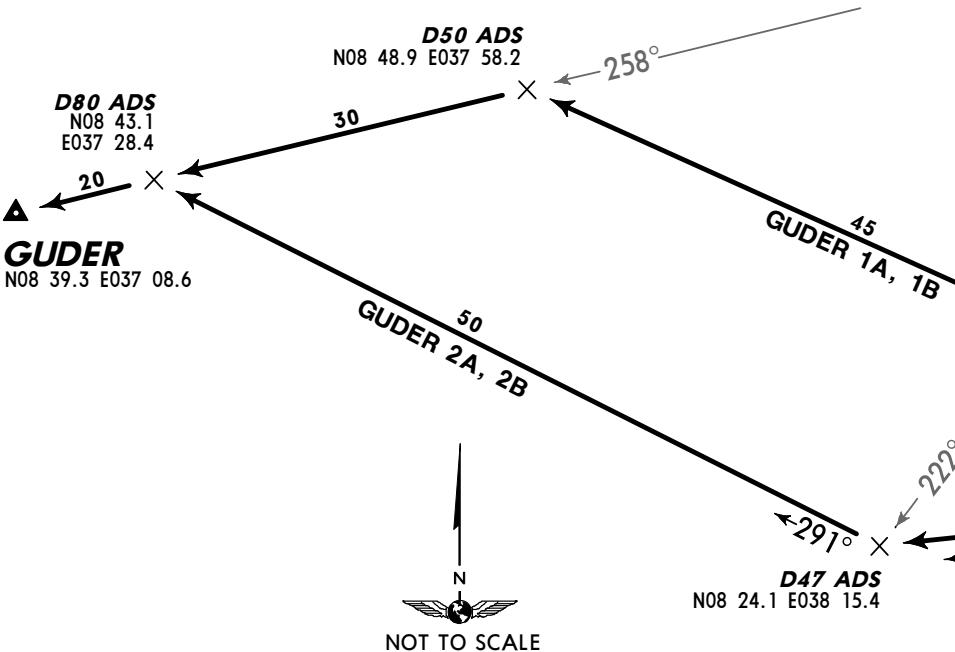 D50 ADS
N08 48.9 E037 58.2
258°
D80 ADS
N08 43.1
E037 28.4
30
20
GUDER
N08 39.3 E037 08.6
45
GUDER 1A, 1B
50
GUDER 2A, 2B
222°
291°
D47 ADS
N08 24.1 E038 15.4
N
NOT TO SCALE